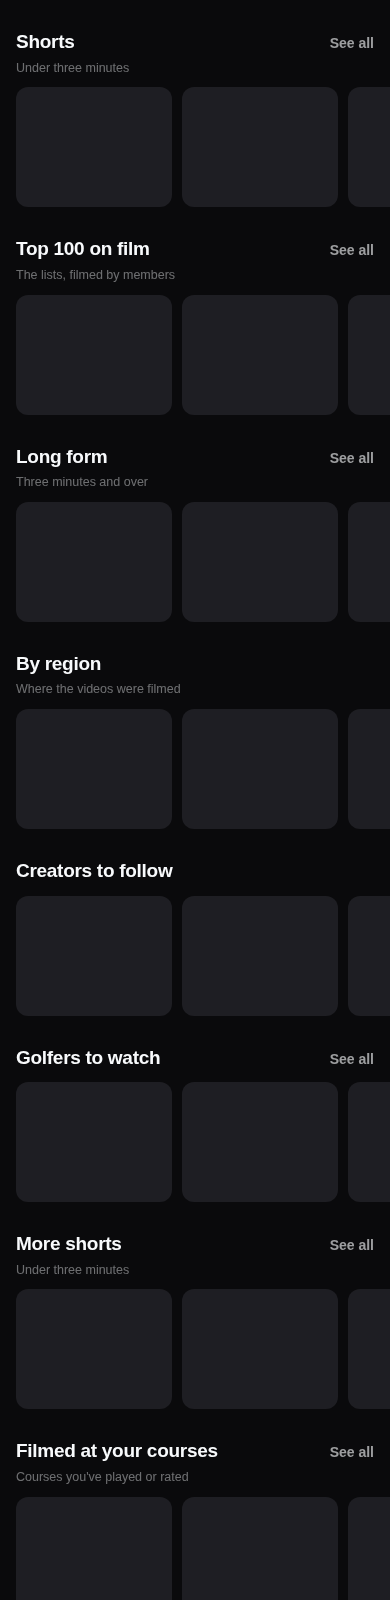 Shorts
See all
Under three minutes
Top 100 on film
See all
The lists, filmed by members
Long form
See all
Three minutes and over
By region
Where the videos were filmed
Creators to follow
Golfers to watch
See all
More shorts
See all
Under three minutes
Filmed at your courses
See all
Courses you've played or rated